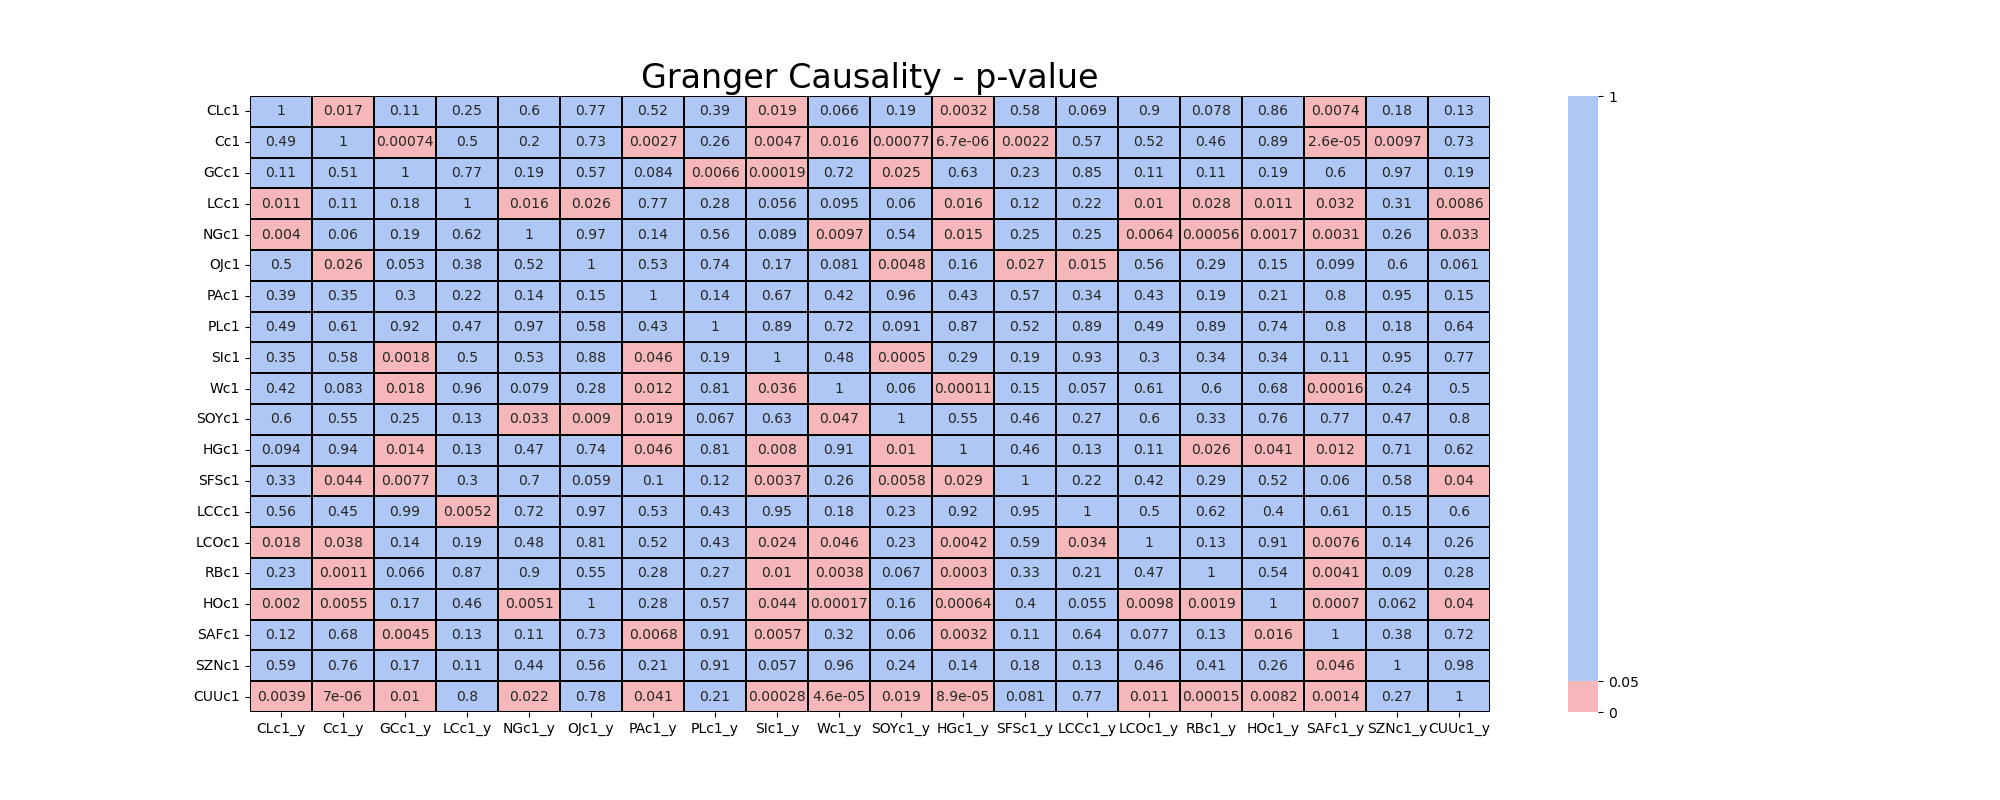 Granger Causality - p-value
CLc1 1 0.017 0.11 0.25 0.6 0.77 0.52 0.39 0.019 0.066 0.19 0.0032 0.58 0.069 0.9 0.078 0.86 0.0074 0.18 0.13
Cc1 0.49 1 0.00074 0.5 0.2 0.73 0.0027 0.26 0.0047 0.016 0.00077 6.7e-06 0.0022 0.57 0.52 0.46 0.89 2.6e-05 0.0097 0.73
GCc1 0.11 0.51 1 0.77 0.19 0.57 0.084 0.0066 0.00019 0.72 0.025 0.63 0.23 0.85 0.11 0.11 0.19 0.6 0.97 0.19
LCc1 0.011 0.11 0.18 1 0.016 0.026 0.77 0.28 0.056 0.095 0.06 0.016 0.12 0.22 0.01 0.028 0.011 0.032 0.31 0.0086
NGc1 0.004 0.06 0.19 0.62 1 0.97 0.14 0.56 0.089 0.0097 0.54 0.015 0.25 0.25 0.0064 0.00056 0.0017 0.0031 0.26 0.033
OJc1 0.5 0.026 0.053 0.38 0.52 1 0.53 0.74 0.17 0.081 0.0048 0.16 0.027 0.015 0.56 0.29 0.15 0.099 0.6 0.061
PAc1 0.39 0.35 0.3 0.22 0.14 0.15 1 0.14 0.67 0.42 0.96 0.43 0.57 0.34 0.43 0.19 0.21 0.8 0.95 0.15
PLc1 0.49 0.61 0.92 0.47 0.97 0.58 0.43 1 0.89 0.72 0.091 0.87 0.52 0.89 0.49 0.89 0.74 0.8 0.18 0.64
SIc1 0.35 0.58 0.0018 0.5 0.53 0.88 0.046 0.19 1 0.48 0.0005 0.29 0.19 0.93 0.3 0.34 0.34 0.11 0.95 0.77
Wc1 0.42 0.083 0.018 0.96 0.079 0.28 0.012 0.81 0.036 1 0.06 0.00011 0.15 0.057 0.61 0.6 0.68 0.00016 0.24 0.5
SOYc1 0.6 0.55 0.25 0.13 0.033 0.009 0.019 0.067 0.63 0.047 1 0.55 0.46 0.27 0.6 0.33 0.76 0.77 0.47 0.8
HGc1 0.094 0.94 0.014 0.13 0.47 0.74 0.046 0.81 0.008 0.91 0.01 1 0.46 0.13 0.11 0.026 0.041 0.012 0.71 0.62
SFSc1 0.33 0.044 0.0077 0.3 0.7 0.059 0.1 0.12 0.0037 0.26 0.0058 0.029 1 0.22 0.42 0.29 0.52 0.06 0.58 0.04
LCCc1 0.56 0.45 0.99 0.0052 0.72 0.97 0.53 0.43 0.95 0.18 0.23 0.92 0.95 1 0.5 0.62 0.4 0.61 0.15 0.6
LCOc1 0.018 0.038 0.14 0.19 0.48 0.81 0.52 0.43 0.024 0.046 0.23 0.0042 0.59 0.034 1 0.13 0.91 0.0076 0.14 0.26
RBc1 0.23 0.0011 0.066 0.87 0.9 0.55 0.28 0.27 0.01 0.0038 0.067 0.0003 0.33 0.21 0.47 1 0.54 0.0041 0.09 0.28
HOc1 0.002 0.0055 0.17 0.46 0.0051 1 0.28 0.57 0.044 0.00017 0.16 0.00064 0.4 0.055 0.0098 0.0019 1 0.0007 0.062 0.04
SAFc1 0.12 0.68 0.0045 0.13 0.11 0.73 0.0068 0.91 0.0057 0.32 0.06 0.0032 0.11 0.64 0.077 0.13 0.016 1 0.38 0.72
SZNc1 0.59 0.76 0.17 0.11 0.44 0.56 0.21 0.91 0.057 0.96 0.24 0.14 0.18 0.13 0.46 0.41 0.26 0.046 1 0.98
CUUc1 0.0039 7e-06 0.01 0.8 0.022 0.78 0.041 0.21 0.00028 4.6e-05 0.019 8.9e-05 0.081 0.77 0.011 0.00015 0.0082 0.0014 0.27 1
CLc1_y Cc1_y GCc1_y LCc1_y NGc1_y OJc1_y PAc1_y PLc1_y SIc1_y Wc1_y SOYc1_y HGc1_y SFSc1_y LCCc1_y LCOc1_y RBc1_y HOc1_y SAFc1_y SZNc1_y CUUc1_y
1
0.05
0